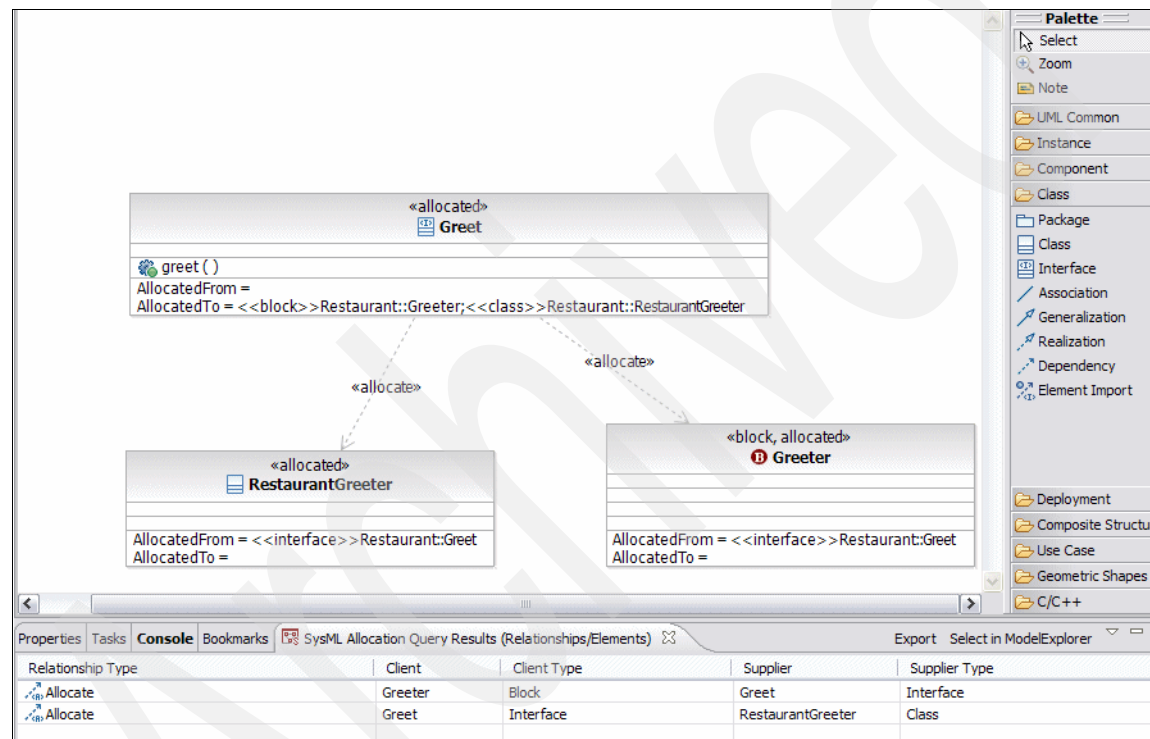 Palette
Select
Zoom
Note
UML Common
Instance
Component
Class
Package
Class
Interface
Association
Generalization
Realization
Dependency
Element Import
Deployment
Composite Structu
Use Case
Geometric Shapes
C/C++
«allocated»
Greet
greet ( )
AllocatedFrom =
AllocatedTo = <<block>>Restaurant::Greeter;<<class>>Restaurant::RestaurantGreeter
«allocate»
«allocate»
«allocated»
RestaurantGreeter
AllocatedFrom = <<interface>>Restaurant::Greet
AllocatedTo =
«block, allocated»
B Greeter
AllocatedFrom = <<interface>>Restaurant::Greet
AllocatedTo =
Properties Tasks Console Bookmarks SysML Allocation Query Results (Relationships/Elements) Export Select in ModelExplorer
Relationship Type Client Client Type Supplier Supplier Type
Allocate Greeter Block Greet Interface
Allocate Greet Interface RestaurantGreeter Class
Archived